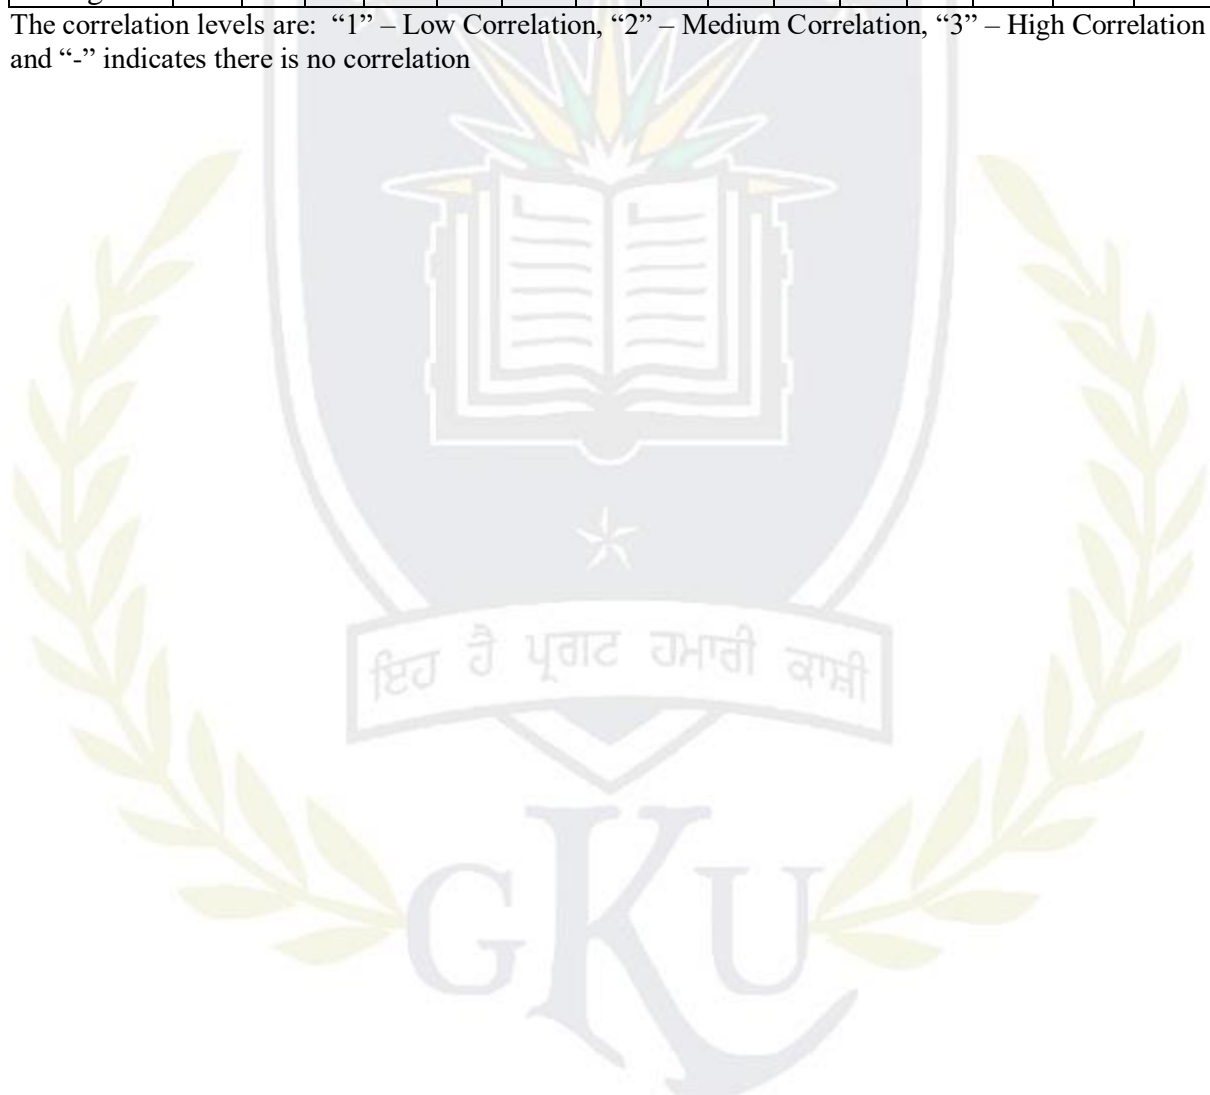 The correlation levels are: “1” – Low Correlation, “2” – Medium Correlation, “3” – High Correlation
and “-” indicates there is no correlation
ਇਹ ਹੈ ਪ੍ਰਗਟ ਹਮਾਰੀ ਕਾਸ਼ੀ
GKU